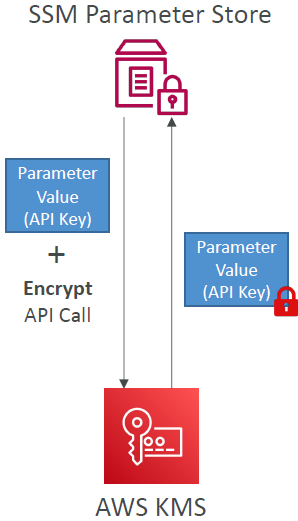 SSM Parameter Store
Parameter
Value
(API Key)
+
Encrypt
API Call
Parameter
Value
(API Key)
AWS KMS